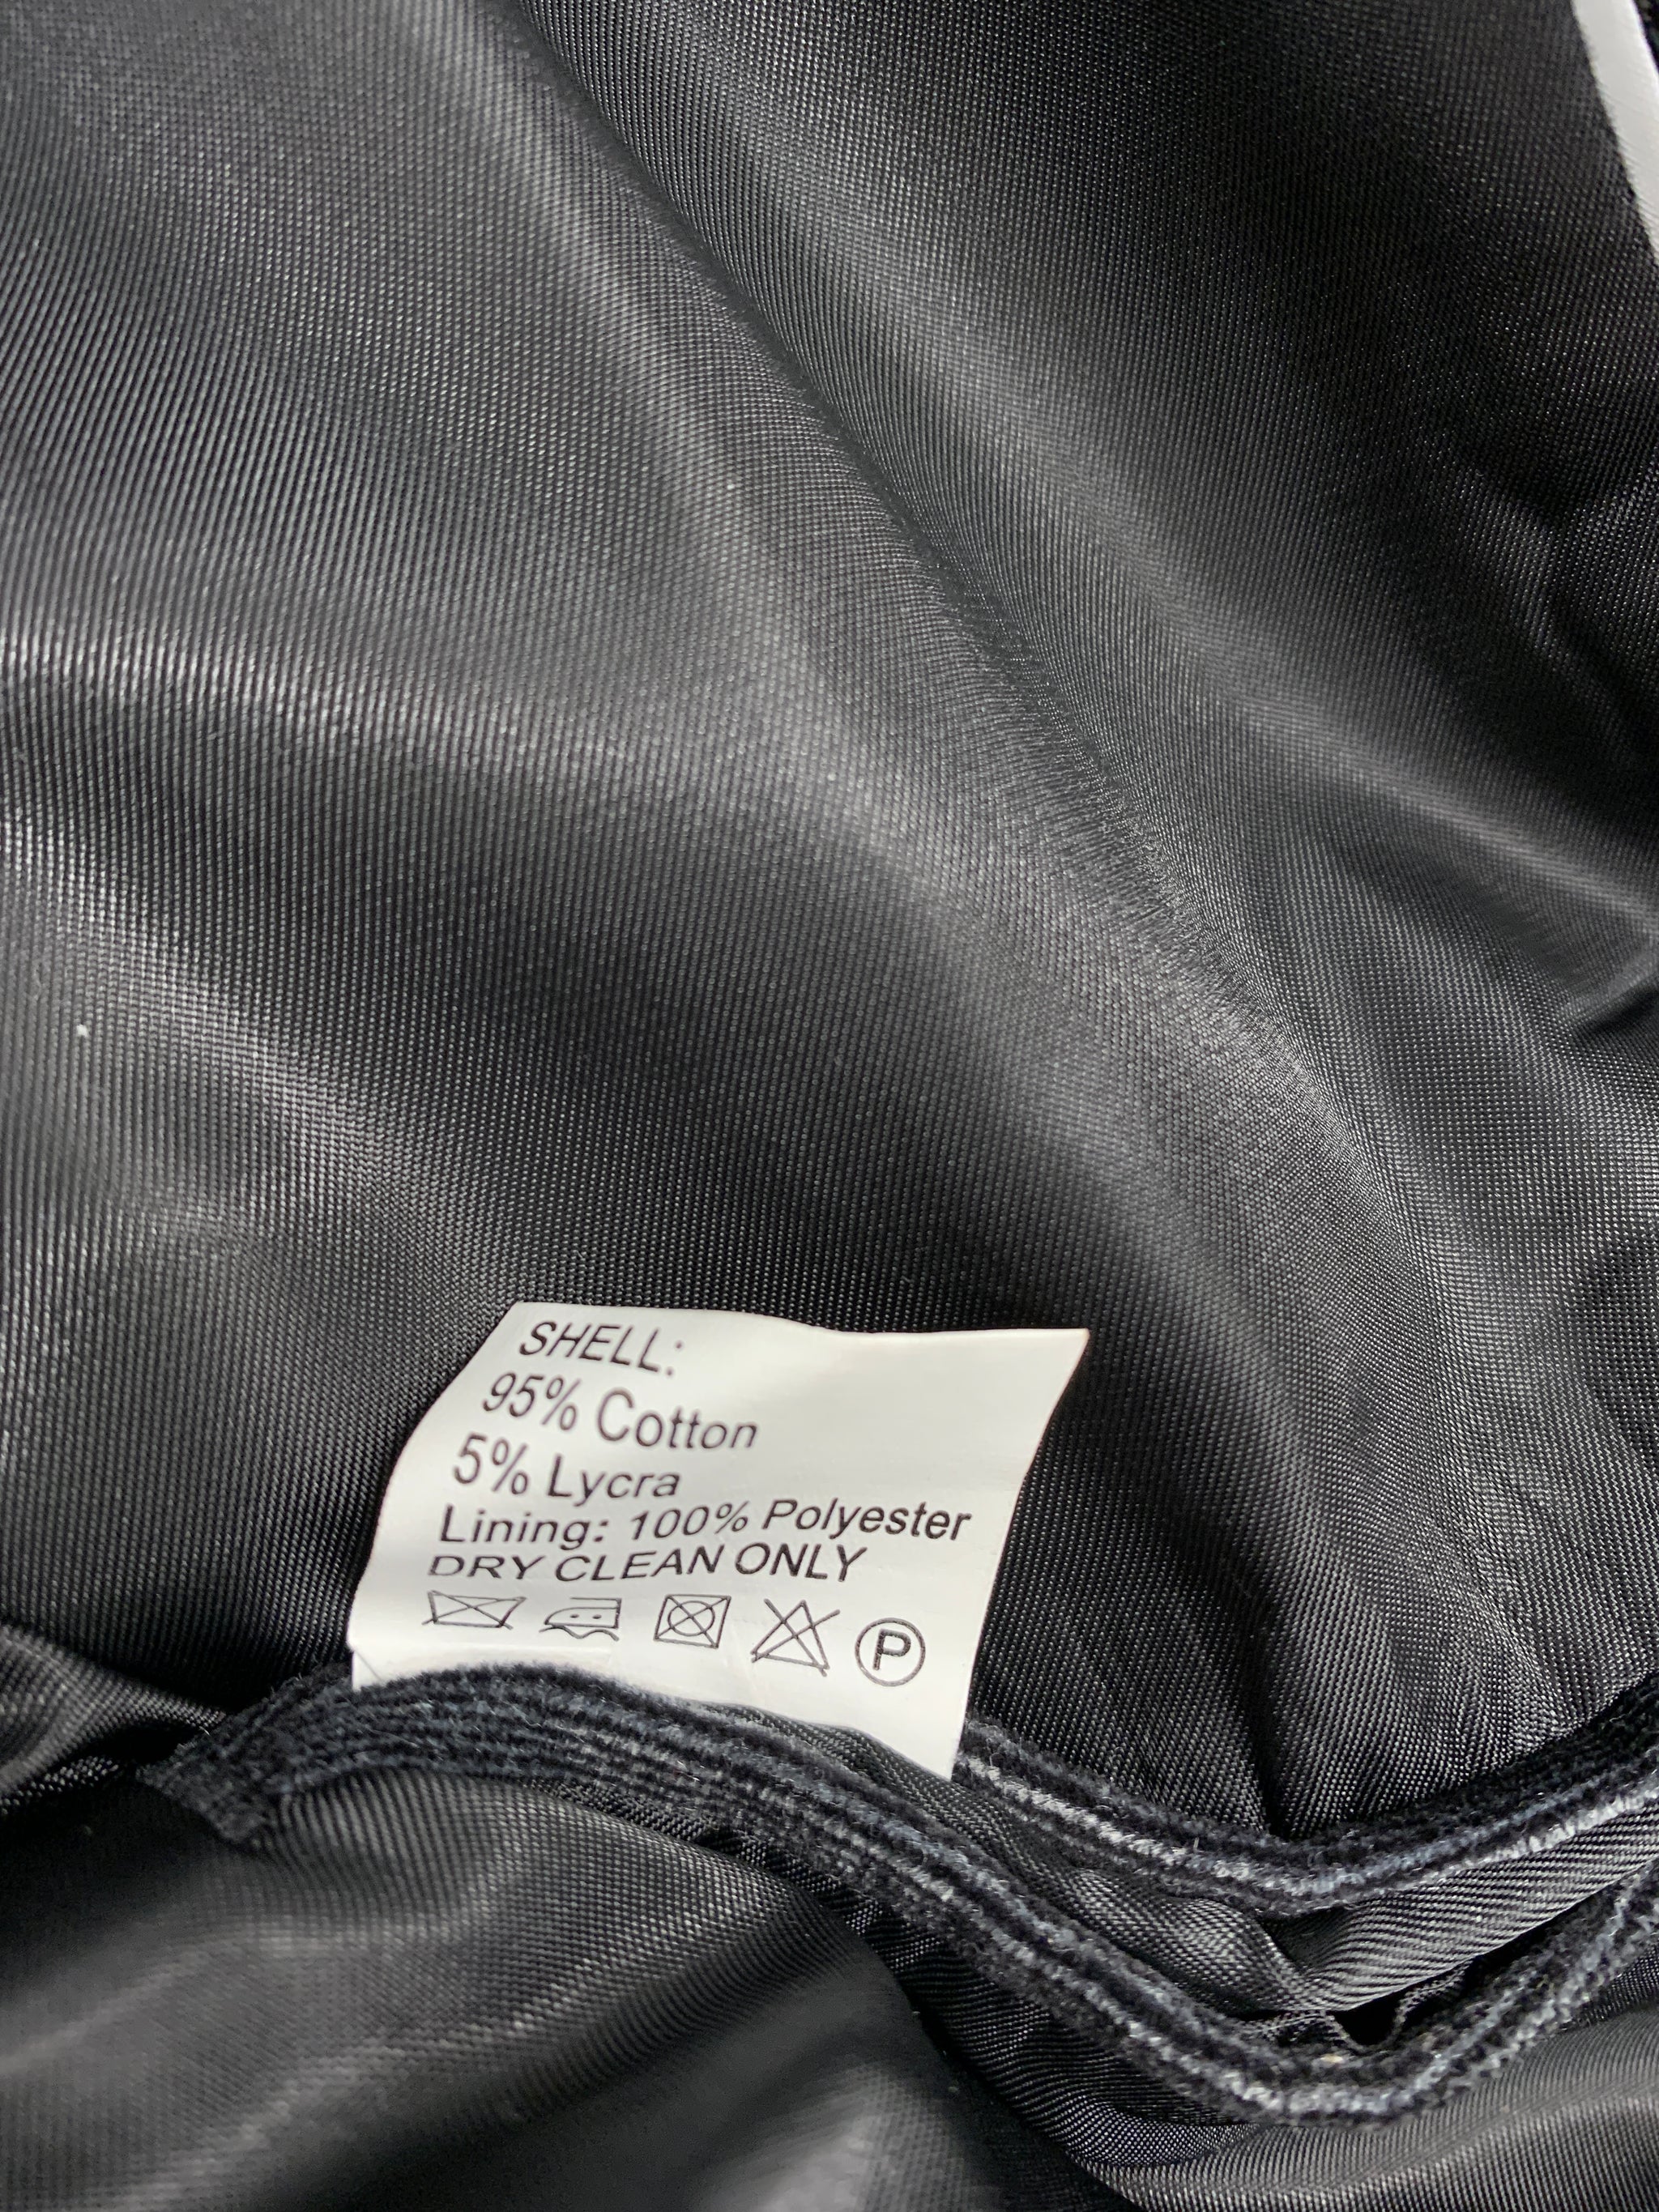 SHELL:
95% Cotton
5% Lycra
Lining: 100% Polyester
DRY CLEAN ONLY
P